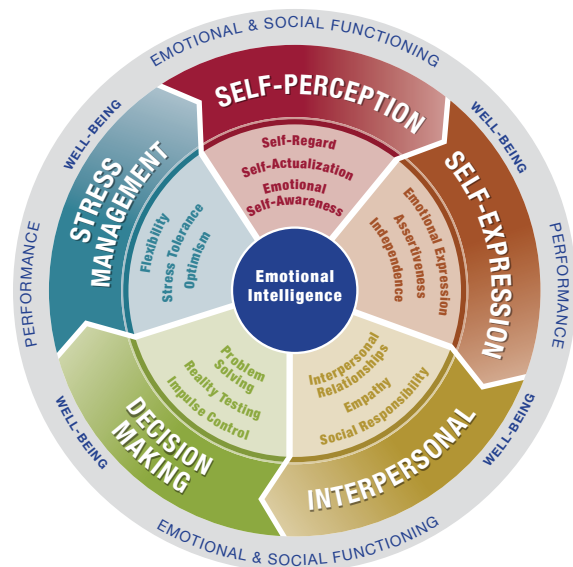 EMOTIONAL & SOCIAL FUNCTIONING
WELL-BEING
WELL-BEING
PERFORMANCE
PERFORMANCE
WELL-BEING
WELL-BEING
EMOTIONAL & SOCIAL FUNCTIONING
SELF-PERCEPTION
Self-Regard
Self-Actualization
Emotional
Self-Awareness
SELF-EXPRESSION
Emotional Expression
Assertiveness
Independence
INTERPERSONAL
Interpersonal
Relationships
Empathy
Social Responsibility
DECISION
MAKING
Problem
Solving
Reality Testing
Impulse Control
STRESS
MANAGEMENT
Flexibility
Stress Tolerance
Optimism
Emotional
Intelligence